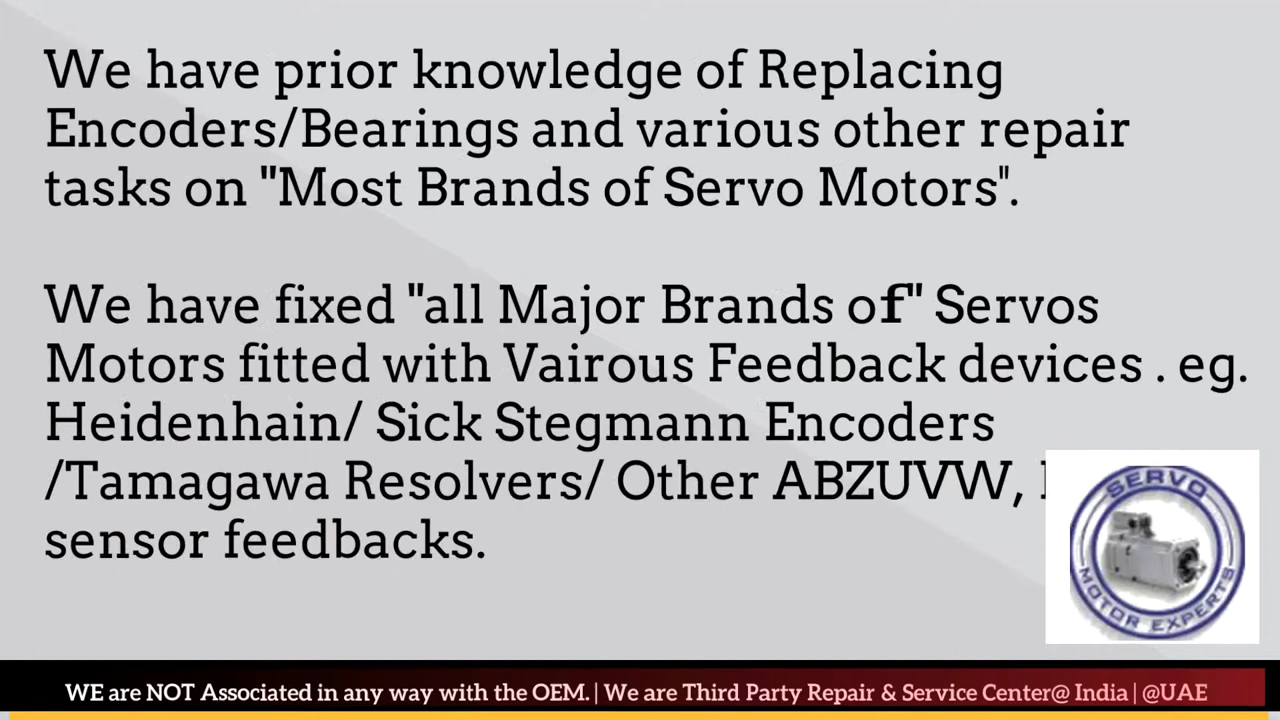 We have prior knowledge of Replacing
Encoders/Bearings and various other repair
tasks on "Most Brands of Servo Motors".
We have fixed "all Major Brands of" Servos
Motors fitted with Vairous Feedback devices . eg.
Heidenhain/ Sick Stegmann Encoders
/Tamagawa Resolvers/ Other ABZUVW,
sensor feedbacks.
SERVO
MOTOR EXPERTS
WE are NOT Associated in any way with the OEM. | We are Third Party Repair & Service Center@ India | @UAE